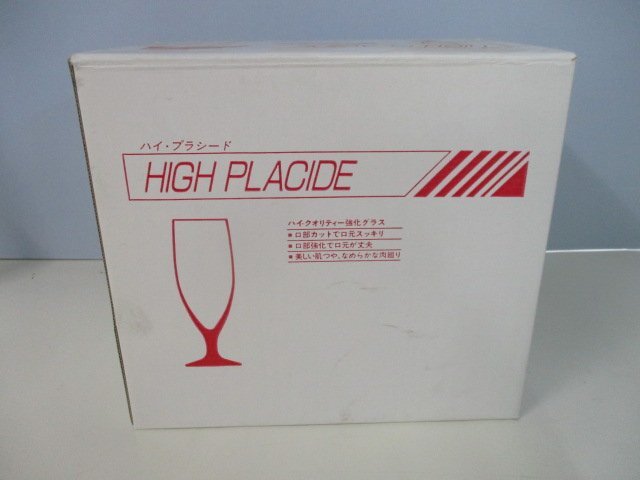 ハイ・プラシード
HIGH PLACIDE
ハイクオリティー強化グラス
■口部カットで口元スッキリ
■口部強化で口元が丈夫
■美しい肌つや、なめらかな肉廻り